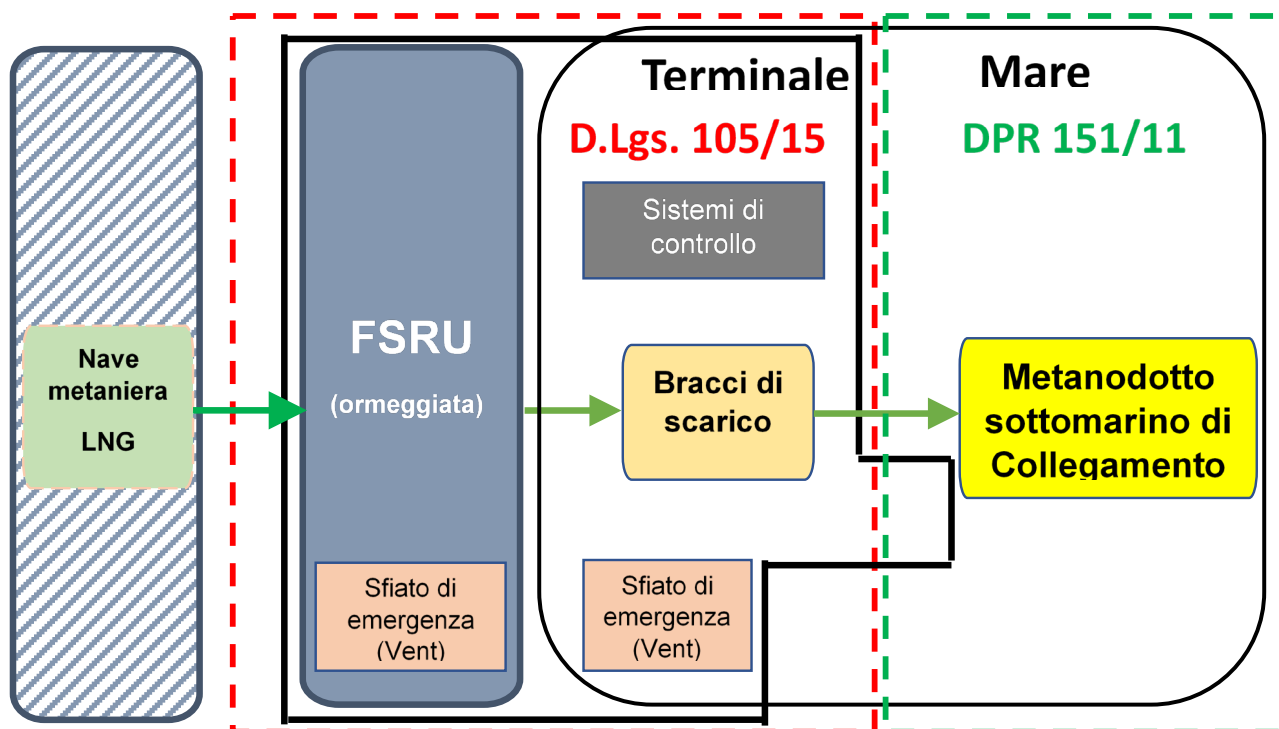 Terminale
Mare
D.Lgs. 105/15
DPR 151/11
Sistemi di
controllo
FSRU
(ormeggiata)
Nave
metaniera
LNG
Bracci di
scarico
Metanodotto
sottomarino di
Collegamento
Sfiato di
emergenza
(Vent)
Sfiato di
emergenza
(Vent)